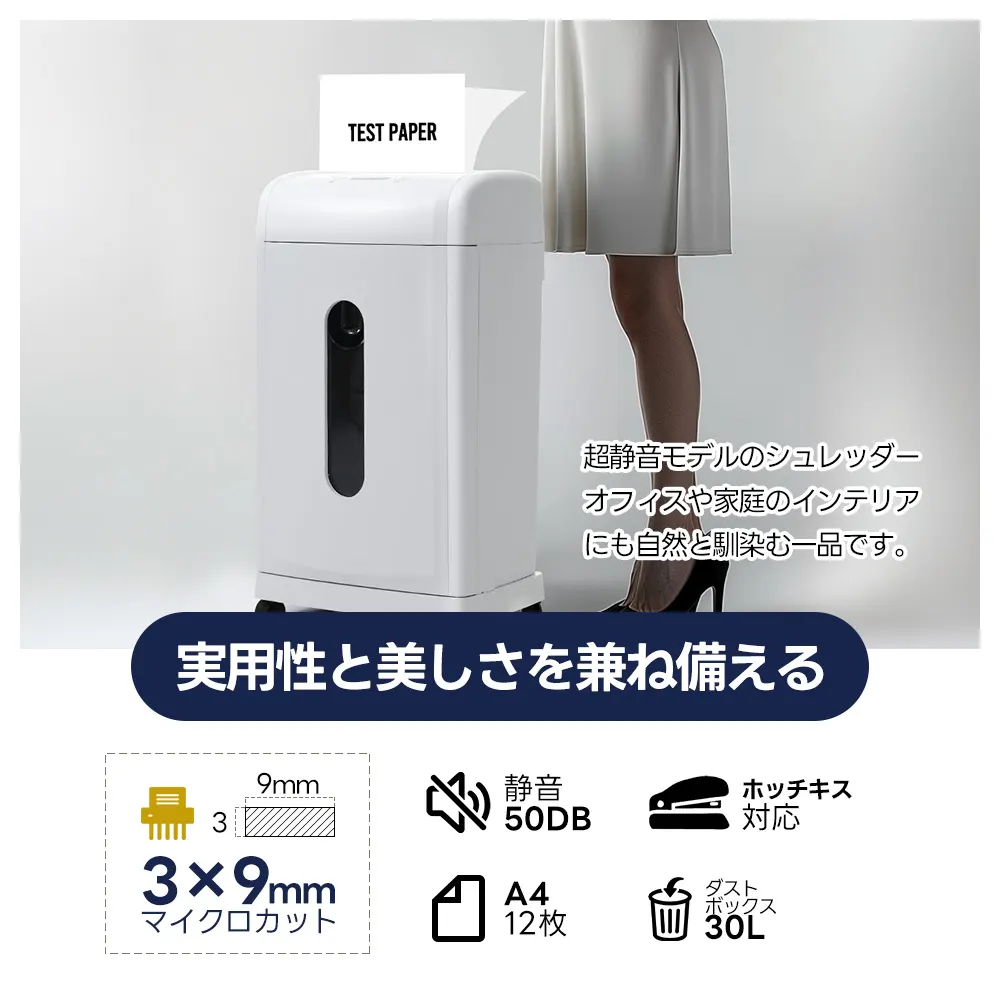 TEST PAPER
超静音モデルのシュレッダー
オフィスや家庭のインテリア
にも自然と馴染む一品です。
実用性と美しさを兼ね備える
9mm
3
3×9mm
マイクロカット
静音
50DB
ホッチキス
対応
A4
12枚
ダスト
ボックス
30L